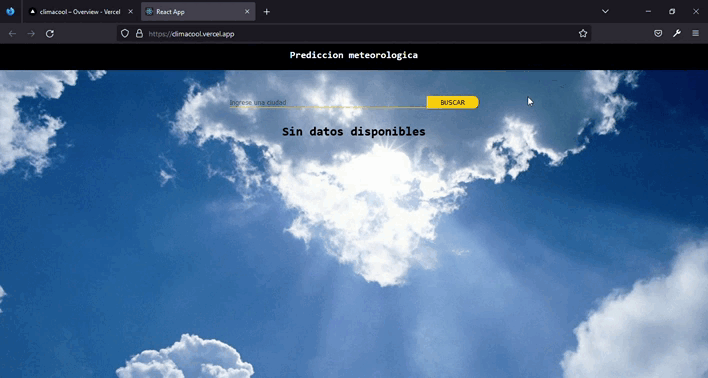 climacool – Overview - Vercel
React App
https://climacool.vercel.app
Prediccion meteorologica
Ingrese una ciudad
BUSCAR
Sin datos disponibles